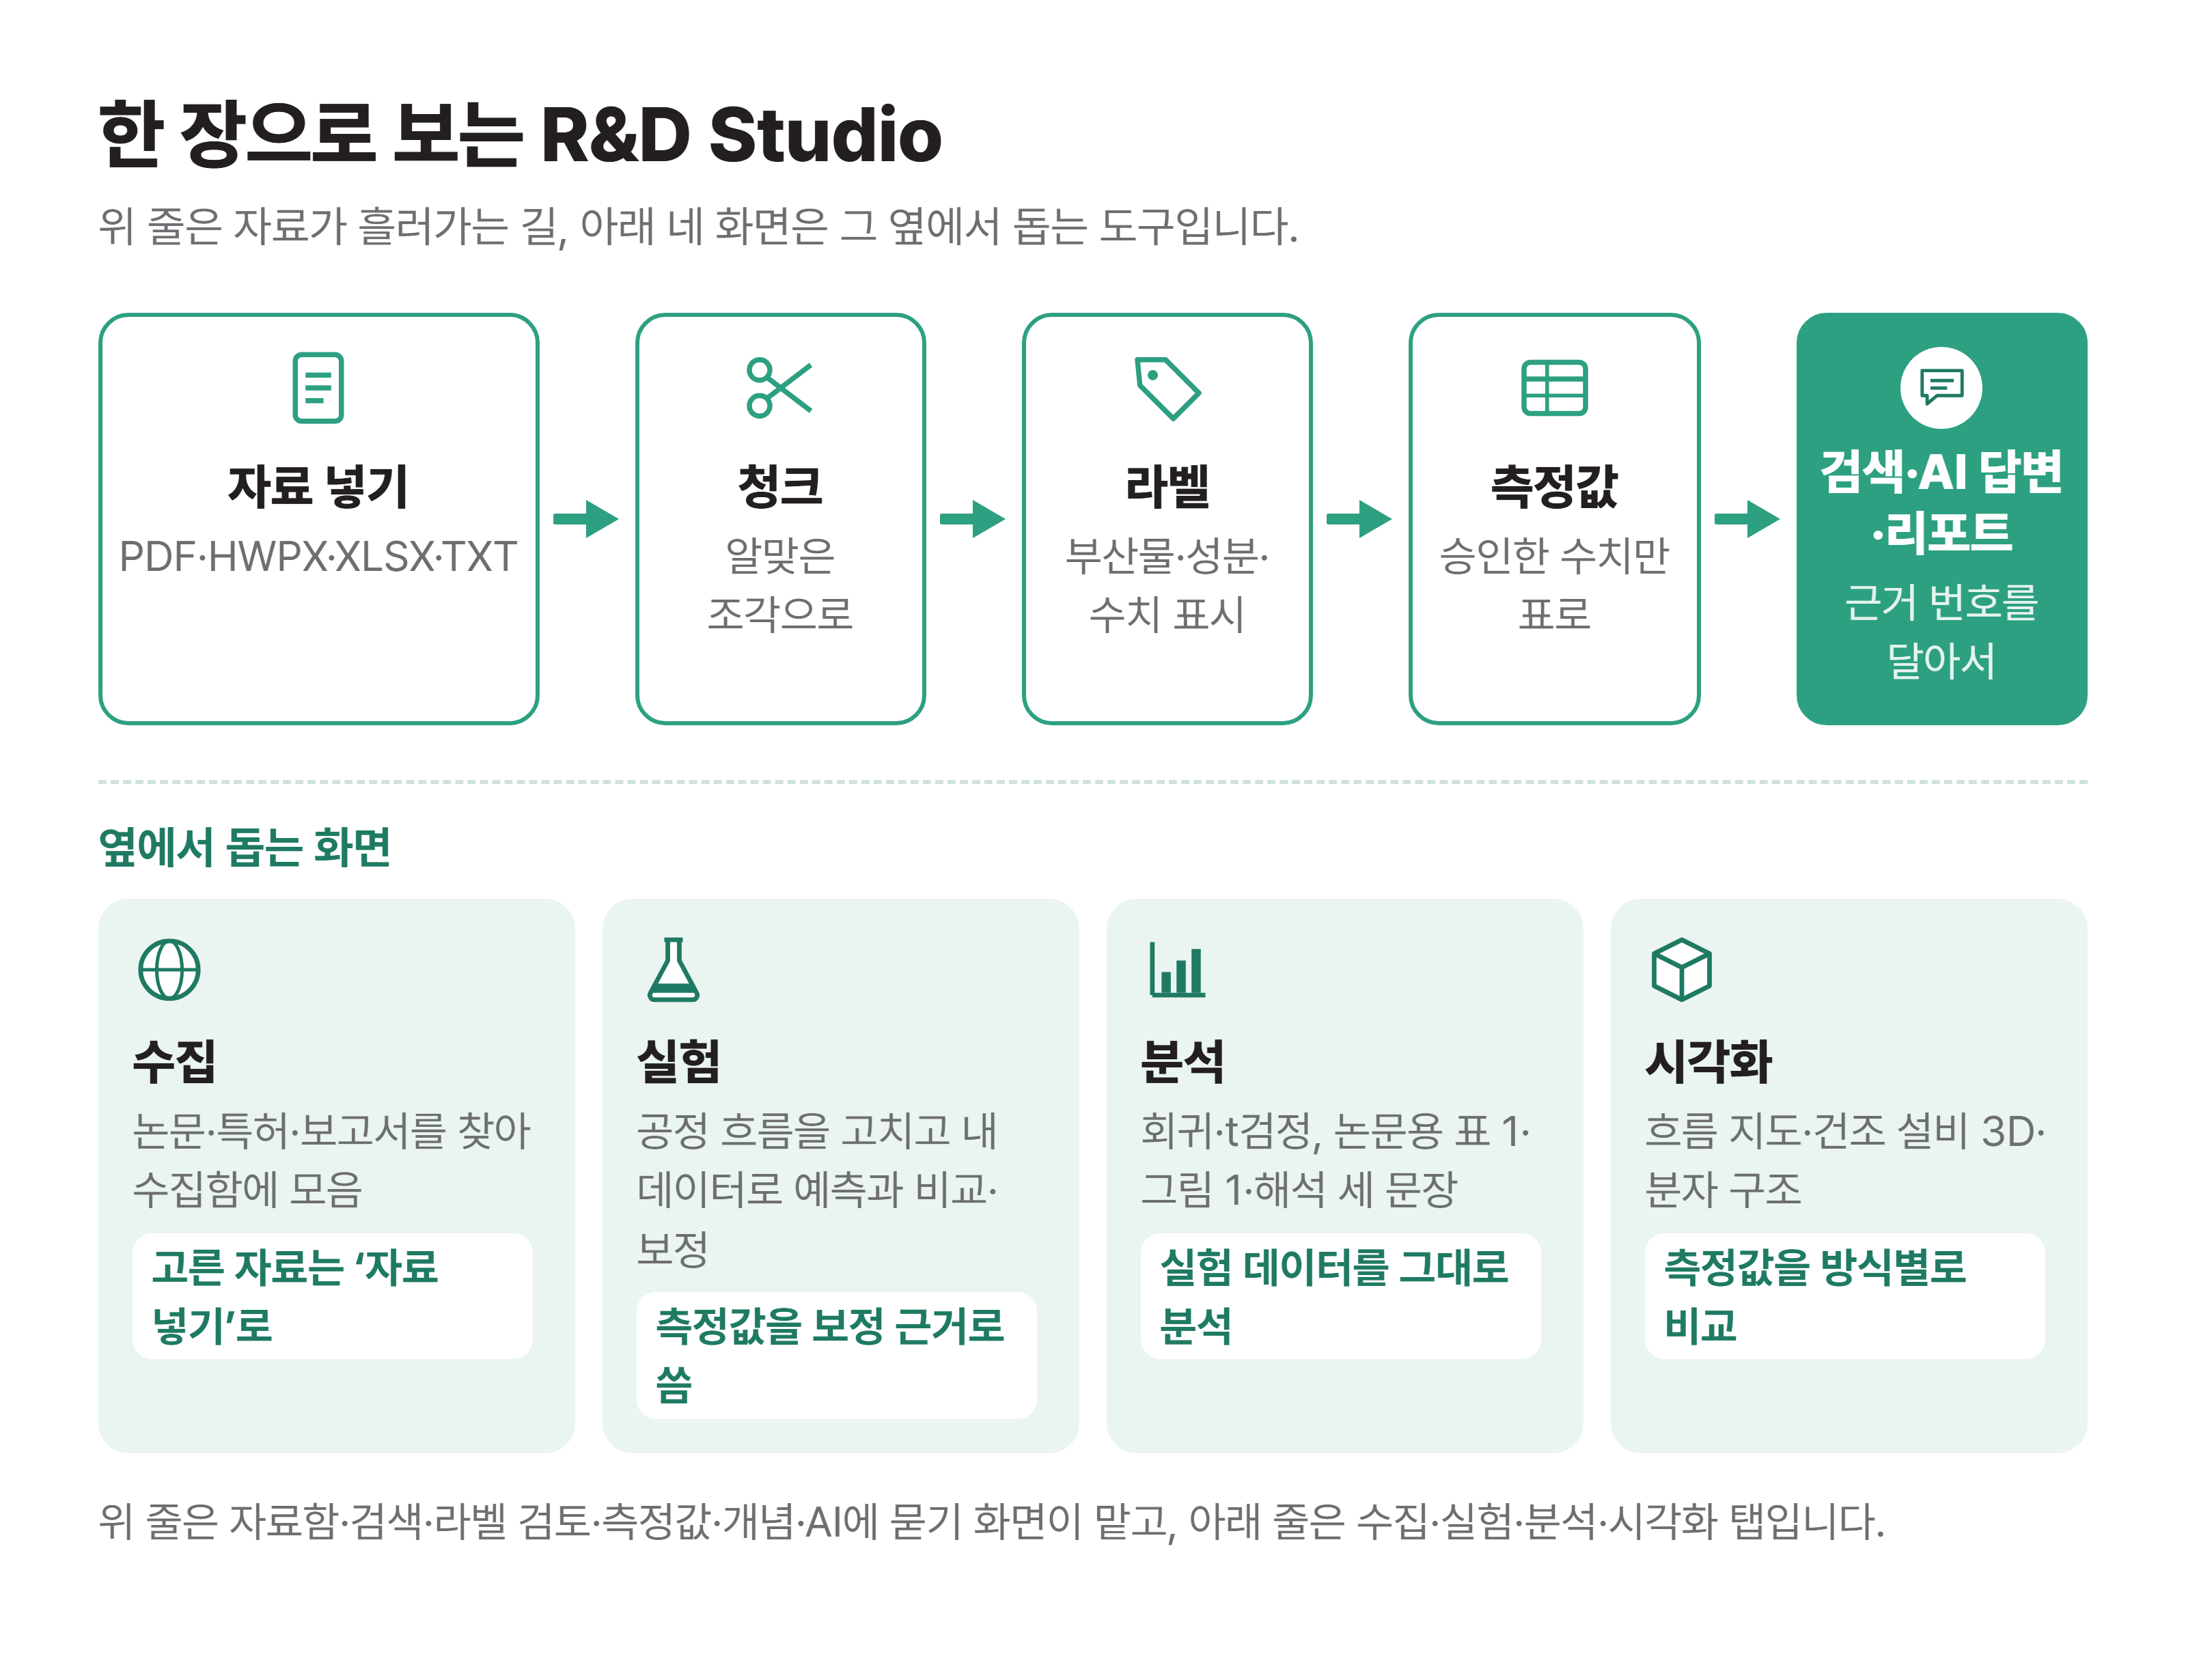 한 장으로 보는 R&D Studio
위 줄은 자료가 흘러가는 길, 아래 네 화면은 그 옆에서 돕는 도구입니다.
자료 넣기
PDF·HWPX·XLSX·TXT
청크
알맞은
조각으로
라벨
부산물·성분·
수치 표시
측정값
승인한 수치만
표로
검색·AI 답변
·리포트
근거 번호를
달아서
옆에서 돕는 화면
수집
논문·특허·보고서를 찾아
수집함에 모음
고른 자료는 ‘자료
넣기’로
실험
공정 흐름을 고치고 내
데이터로 예측과 비교·
보정
측정값을 보정 근거로
씀
분석
회귀·t검정, 논문용 표 1·
그림 1·해석 세 문장
실험 데이터를 그대로
분석
시각화
흐름 지도·건조 설비 3D·
분자 구조
측정값을 방식별로
비교
위 줄은 자료함·검색·라벨 검토·측정값·개념·AI에 묻기 화면이 맡고, 아래 줄은 수집·실험·분석·시각화 탭입니다.